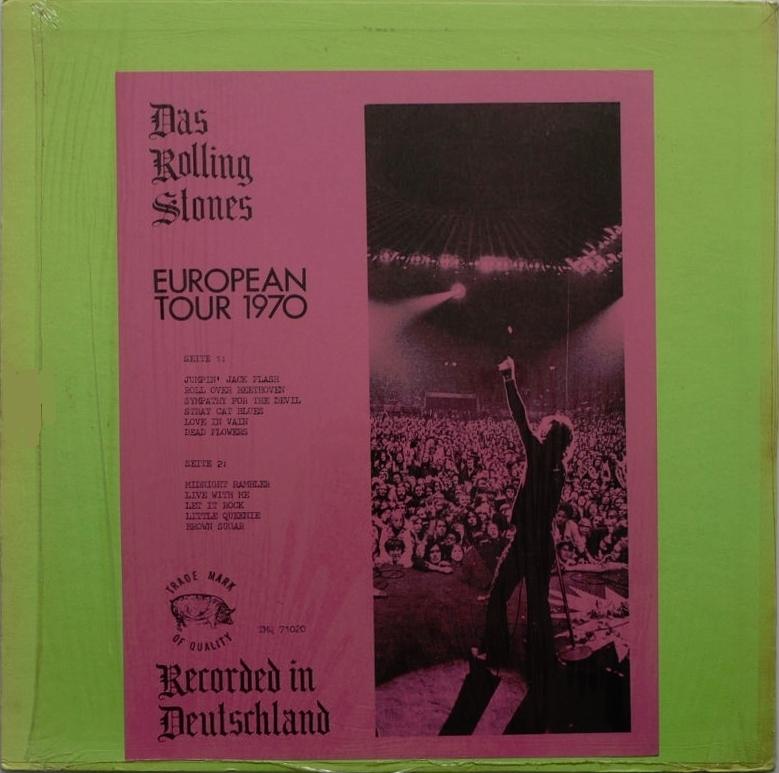 Das
Rolling
Stones
EUROPEAN
TOUR 1970
SEITE 1:
JUMPIN' JACK FLASH
ROLL OVER BEETHOVEN
SYMPATHY FOR THE DEVIL
STRAY CAT BLUES
LOVE IN VAIN
DEAD FLOWERS
SEITE 2:
MIDNIGHT RAMBLER
LIVE WITH ME
LET IT ROCK
LITTLE QUEENIE
BROWN SUGAR
TRADE MARK
OF QUALITY
TMQ 71020
Recorded in
Deutschland